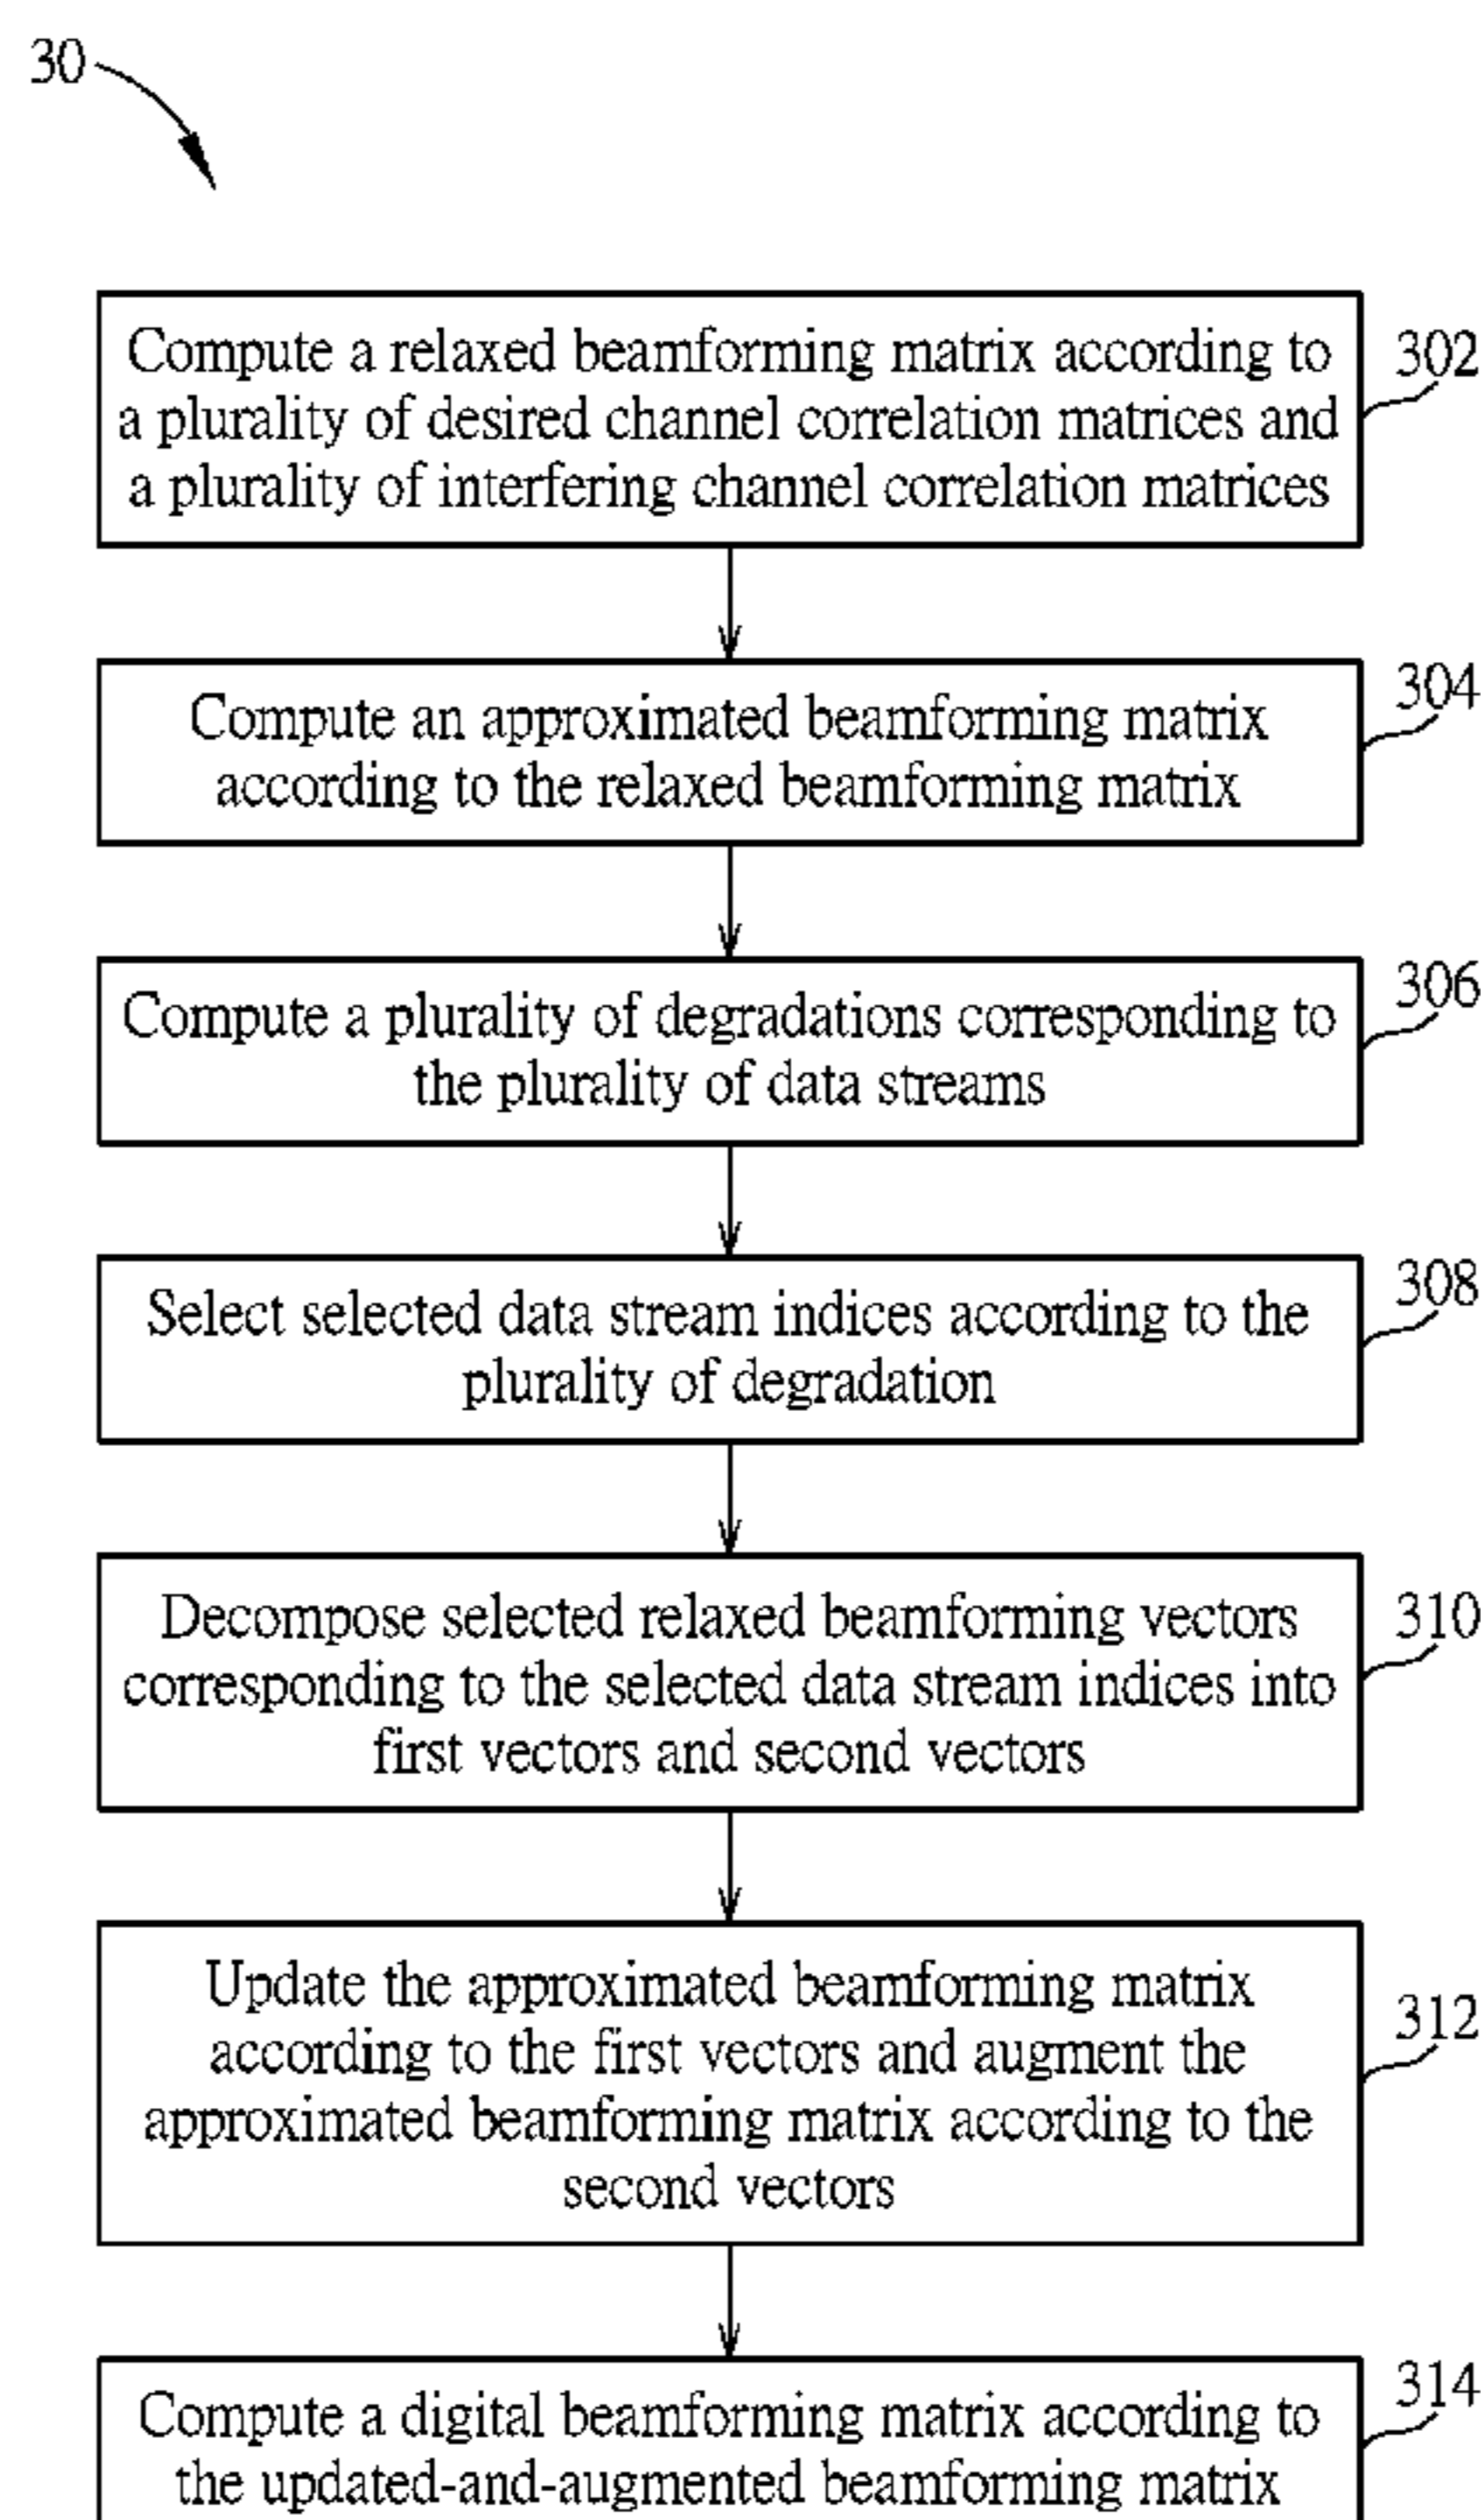 30
Compute a relaxed beamforming matrix according to
a plurality of desired channel correlation matrices and
a plurality of interfering channel correlation matrices
302
Compute an approximated beamforming matrix
according to the relaxed beamforming matrix
304
Compute a plurality of degradations corresponding to
the plurality of data streams
306
Select selected data stream indices according to the
plurality of degradation
308
Decompose selected relaxed beamforming vectors
corresponding to the selected data stream indices into
first vectors and second vectors
310
Update the approximated beamforming matrix
according to the first vectors and augment the
approximated beamforming matrix according to the
second vectors
312
Compute a digital beamforming matrix according to
the updated-and-augmented beamforming matrix
314